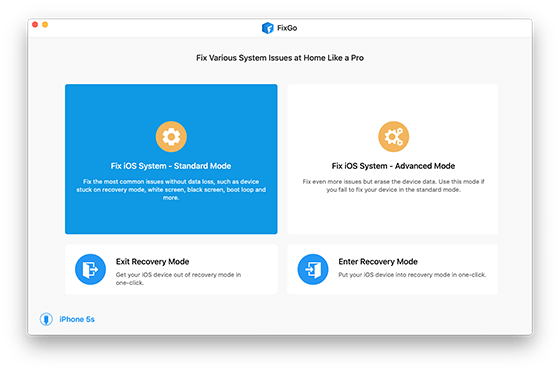 FixGo
Fix Various System Issues at Home Like a Pro
Fix iOS System - Standard Mode
Fix the most common issues without data loss, such as device
stuck on recovery mode, white screen, black screen, boot loop and
more.
Fix iOS System - Advanced Mode
Fix even more issues but erase the device data. Use this mode if
you fail to fix your device in the standard mode.
Exit Recovery Mode
Get your iOS device out of recovery mode in
one-click.
Enter Recovery Mode
Put your iOS device into recovery mode in one-click.
iPhone 5s